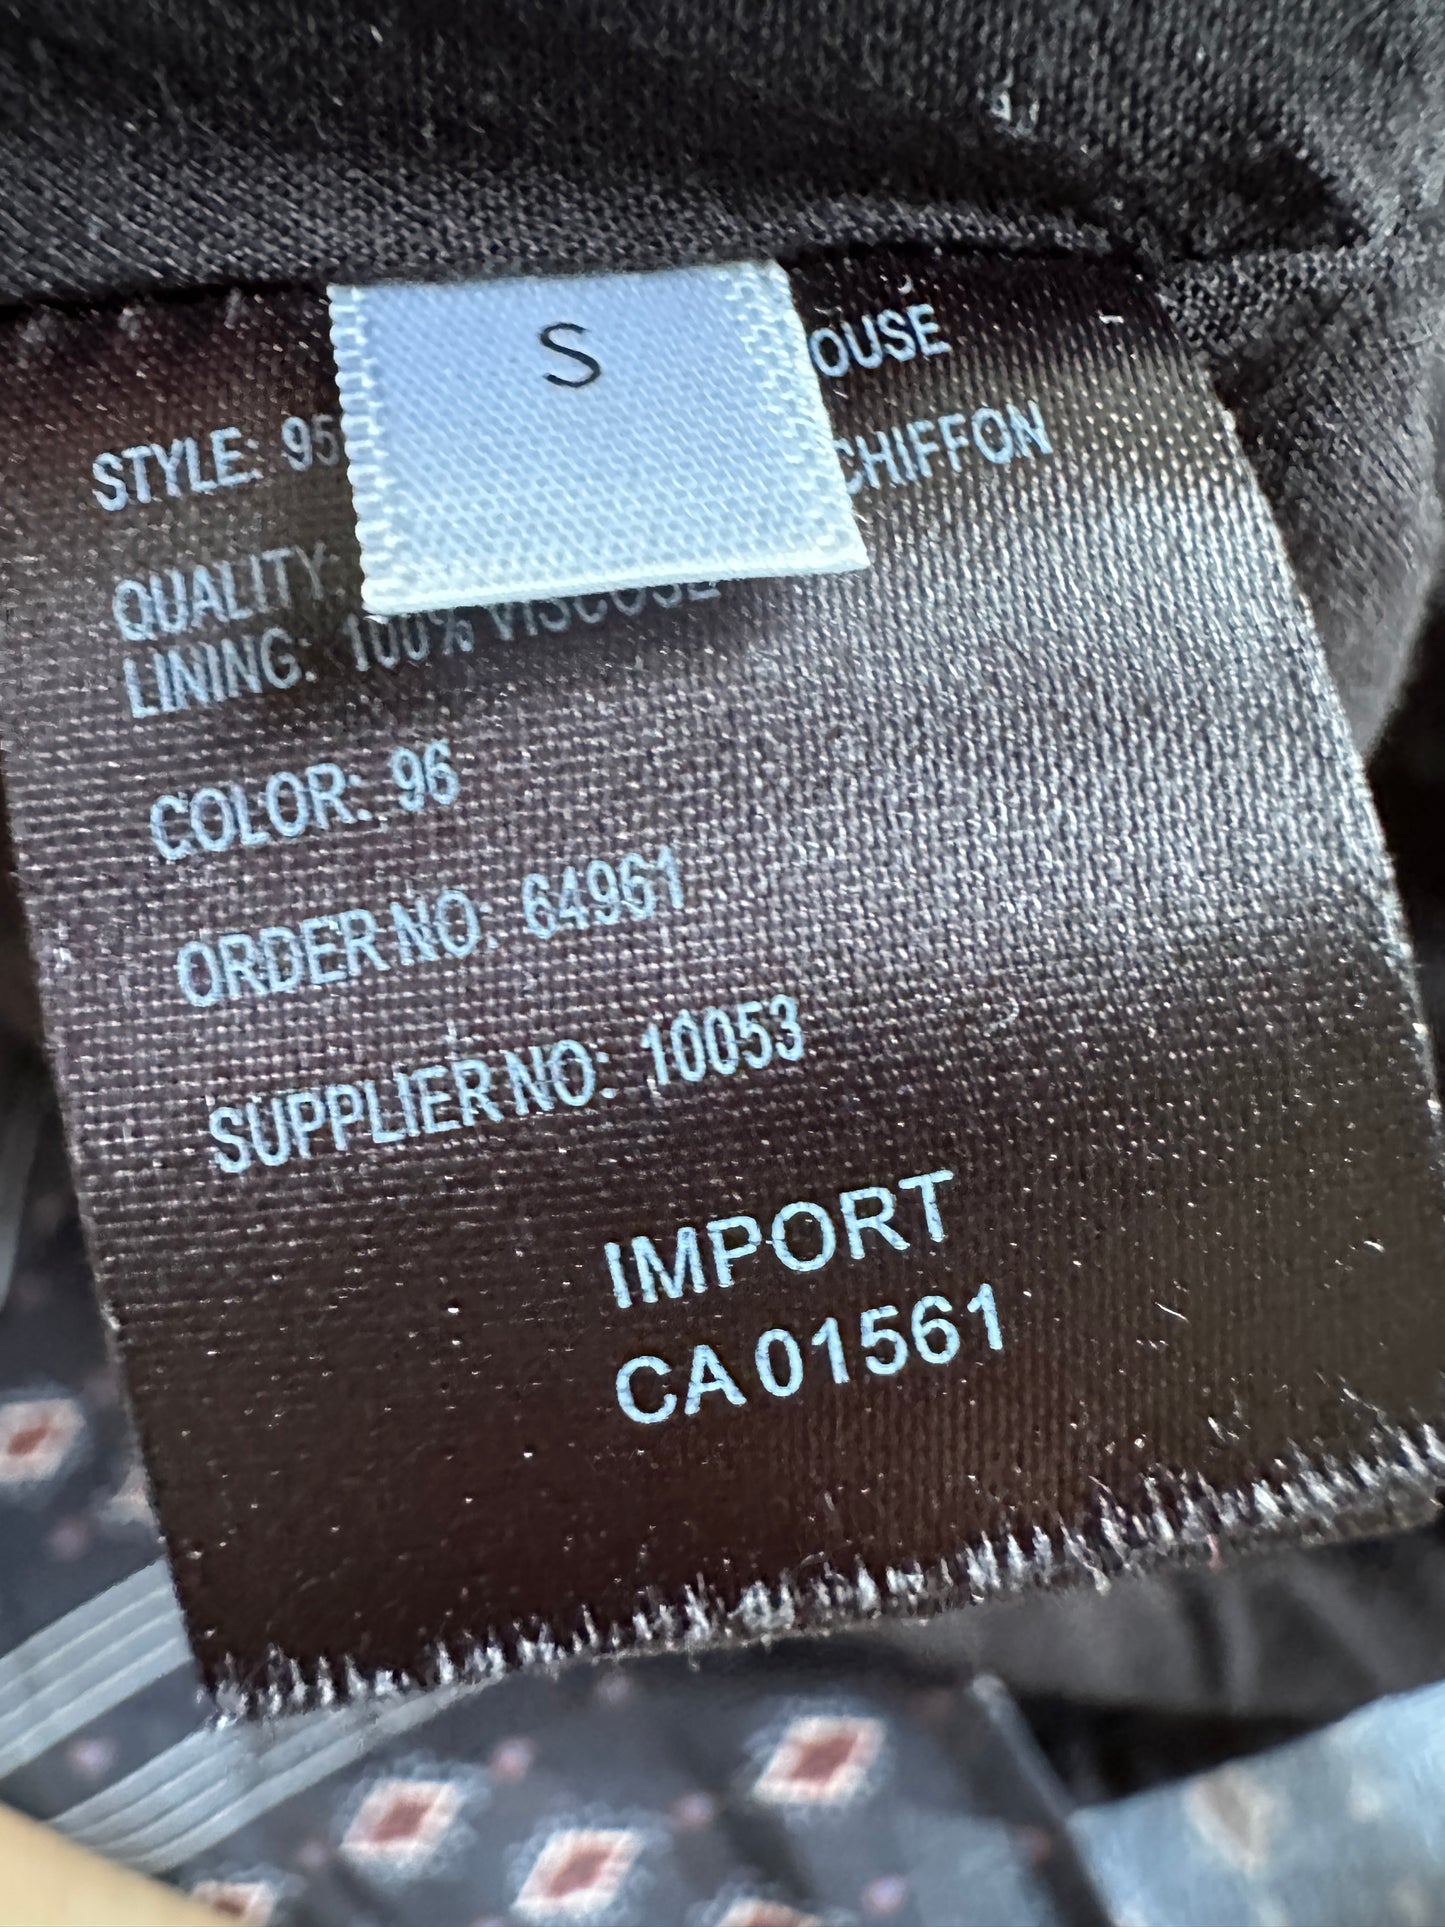 S
OUSE
STYLE: 95
CHIFFON
QUALITY:
LINING: 100% VISCOSE
COLOR: 96
ORDER NO: 64961
SUPPLIER NO: 10053
IMPORT
CA 01561